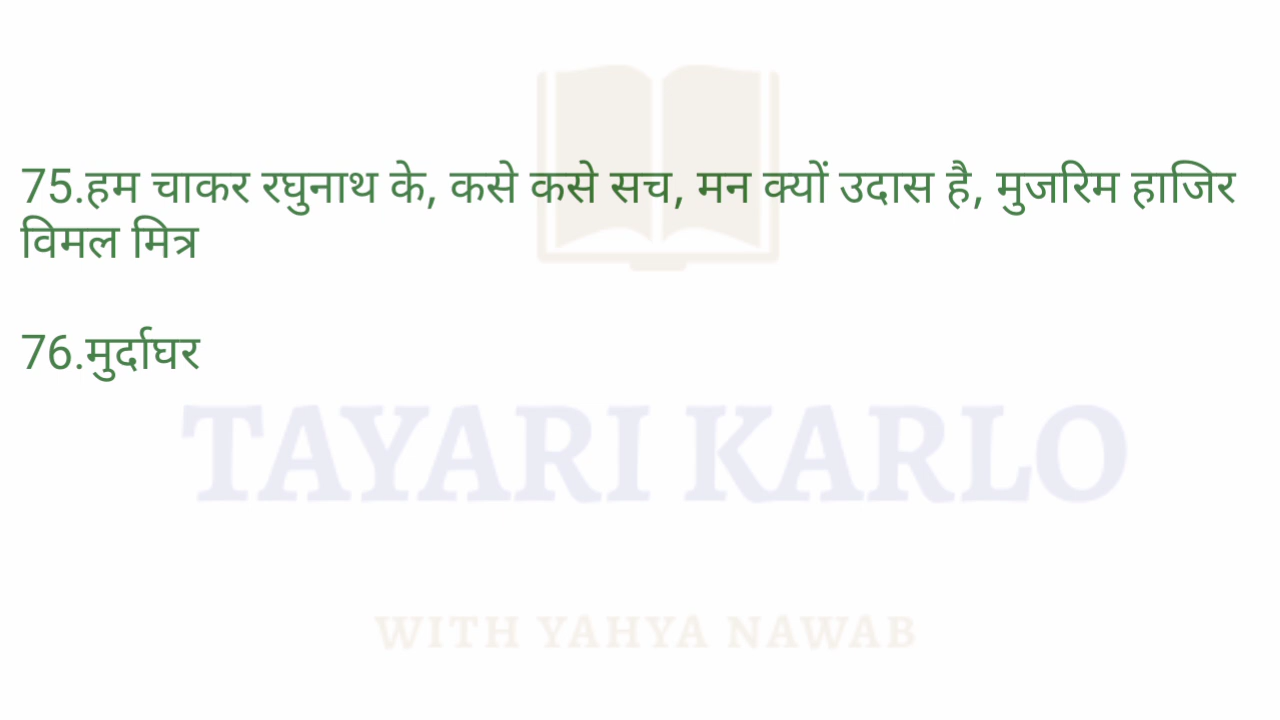 75.हम चाकर रघुनाथ के, कसे कसे सच, मन क्यों उदास है, मुजरिम हाजिर
विमल मित्र
76.मुर्दाघर
TAYARI KARLO
WITH YAHYA NAWAB